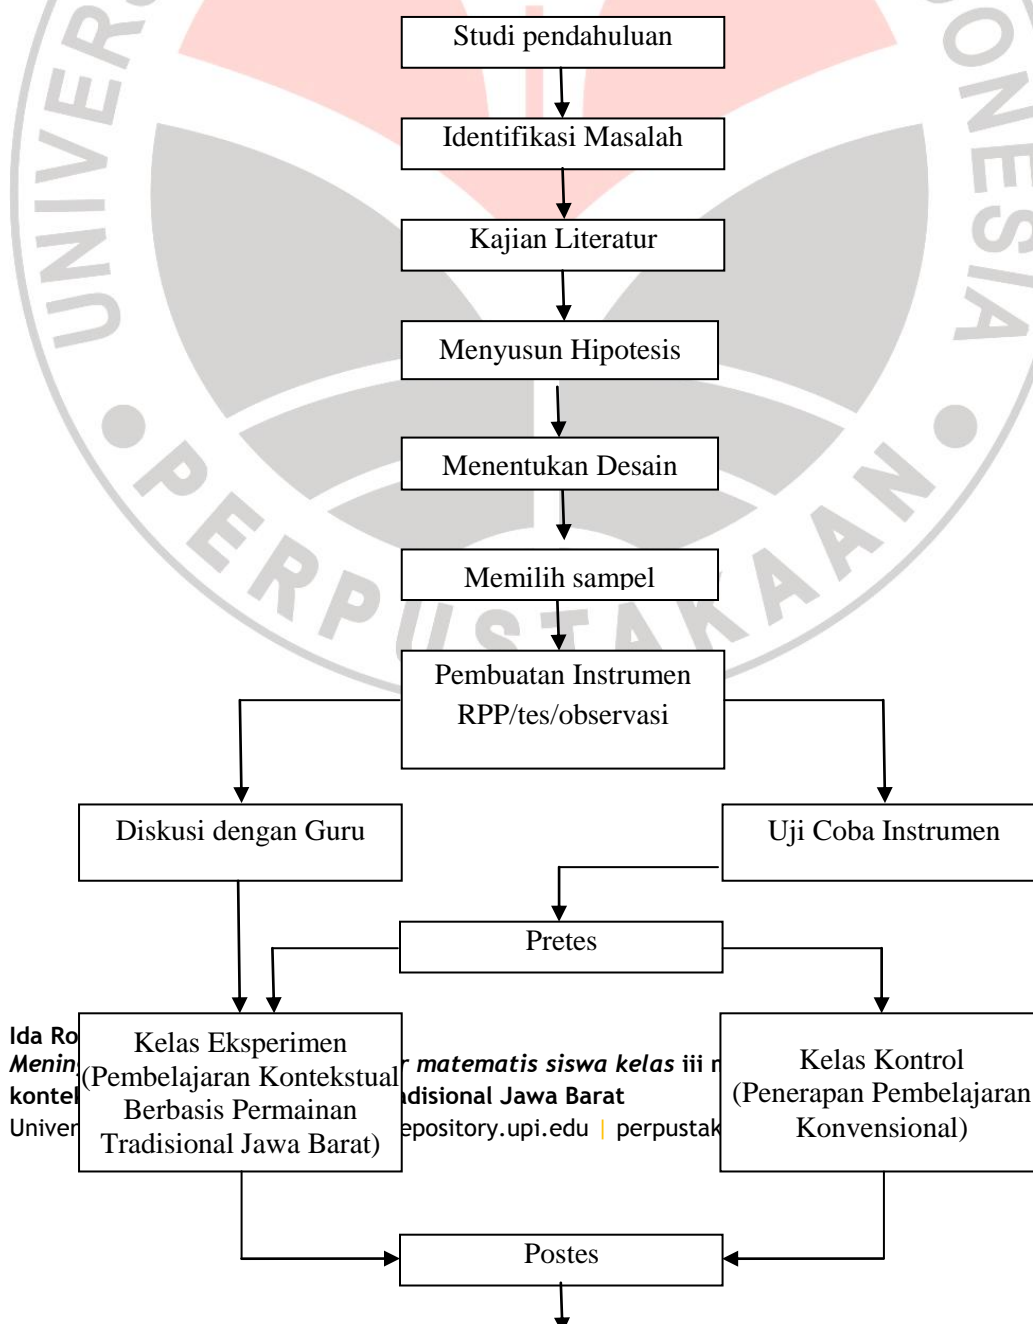 Studi pendahuluan
Identifikasi Masalah
Kajian Literatur
Menyusun Hipotesis
Menentukan Desain
Memilih sampel
Pembuatan Instrumen
RPP/tes/observasi
Diskusi dengan Guru
Uji Coba Instrumen
Pretes
Kelas Eksperimen
(Pembelajaran Kontekstual
Berbasis Permainan
Tradisional Jawa Barat)
Kelas Kontrol
(Penerapan Pembelajaran
Konvensional)
Ida
matematis siswa kelas iii
Jawa Barat
epository.upi.edu |
Postes
PERPUSTAKAAN